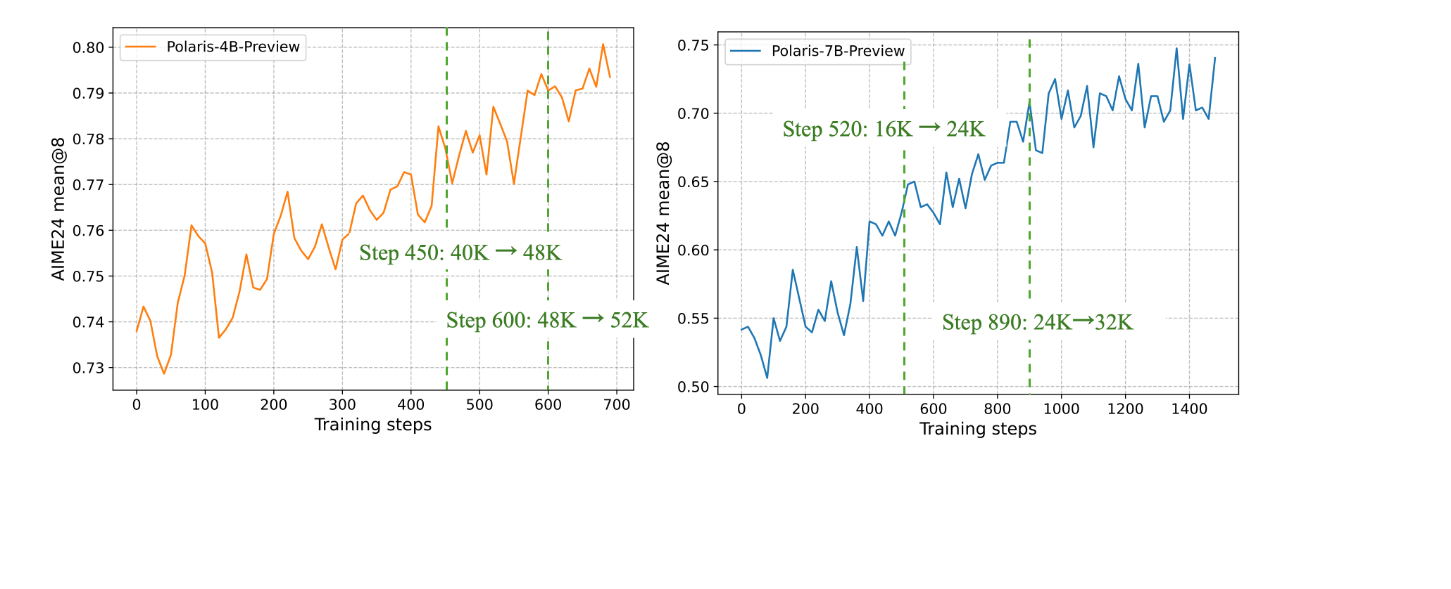 Polaris-4B-Preview
AIME24 mean@8
0.80
0.79
0.78
0.77
0.76
0.75
0.74
0.73
Step 450: 40K → 48K
Step 600: 48K → 52K
0 100 200 300 400 500 600 700
Training steps
Polaris-7B-Preview
AIME24 mean@8
0.75
0.70
0.65
0.60
0.55
0.50
Step 520: 16K → 24K
Step 890: 24K→32K
0 200 400 600 800 1000 1200 1400
Training steps